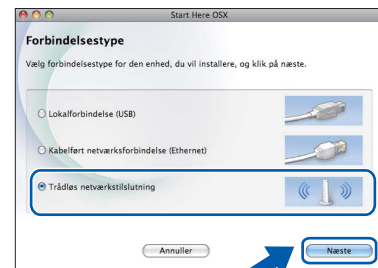 Start Here OSX
Forbindelsestype
Vælg forbindelsestype for den enhed, du vil installere, og klik på næste.
Lokalforbindelse (USB)
Kabelført netværksforbindelse (Ethernet)
Trådløs netværkstilslutning
Annuller
Næste